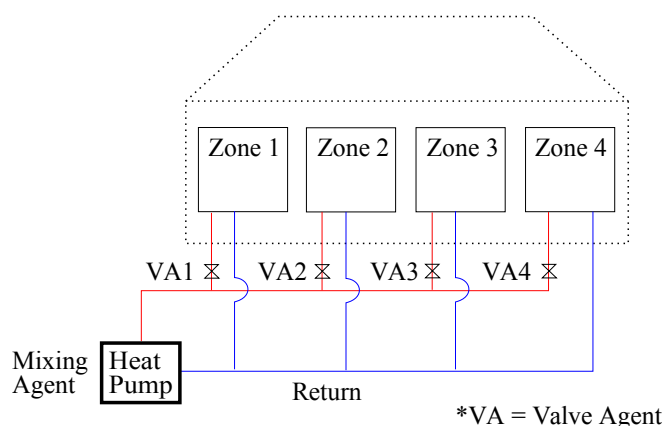 Zone 1
Zone 2
Zone 3
Zone 4
VA1
VA2
VA3
VA4
Mixing
Agent
Heat
Pump
Return
*VA = Valve Agent